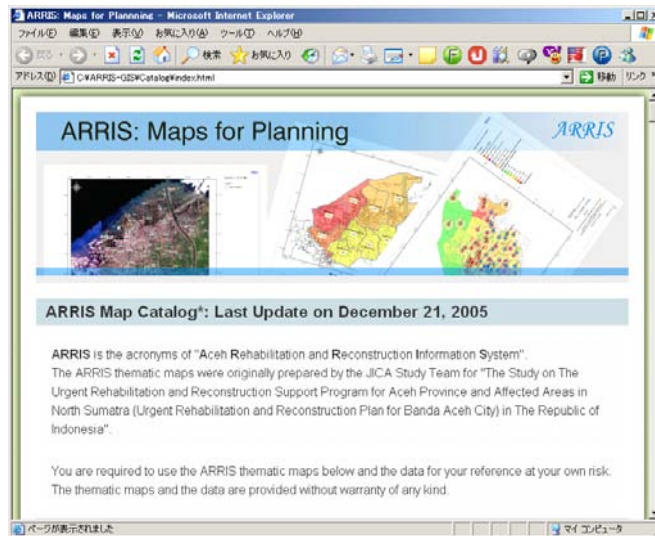 ARRIS: Maps for Plannning - Microsoft Internet Explorer
ファイル(F) 編集(E) 表示(V) お気に入り(A) ツール(T) ヘルプ(H)
戻る 検索 お気に入り
アドレス(D) C:¥ARRIS-GIS¥Catalog¥index.html 移動 リンク
ARRIS: Maps for Planning
ARRIS
ARRIS Map Catalog*: Last Update on December 21, 2005
ARRIS is the acronyms of "Aceh Rehabilitation and Reconstruction Information System".
The ARRIS thematic maps were originally prepared by the JICA Study Team for "The Study on The
Urgent Rehabilitation and Reconstruction Support Program for Aceh Province and Affected Areas in
North Sumatra (Urgent Rehabilitation and Reconstruction Plan for Banda Aceh City) in The Republic of
Indonesia".
You are required to use the ARRIS thematic maps below and the data for your reference at your own risk.
The thematic maps and the data are provided without warranty of any kind.
ページが表示されました マイ コンピュータ